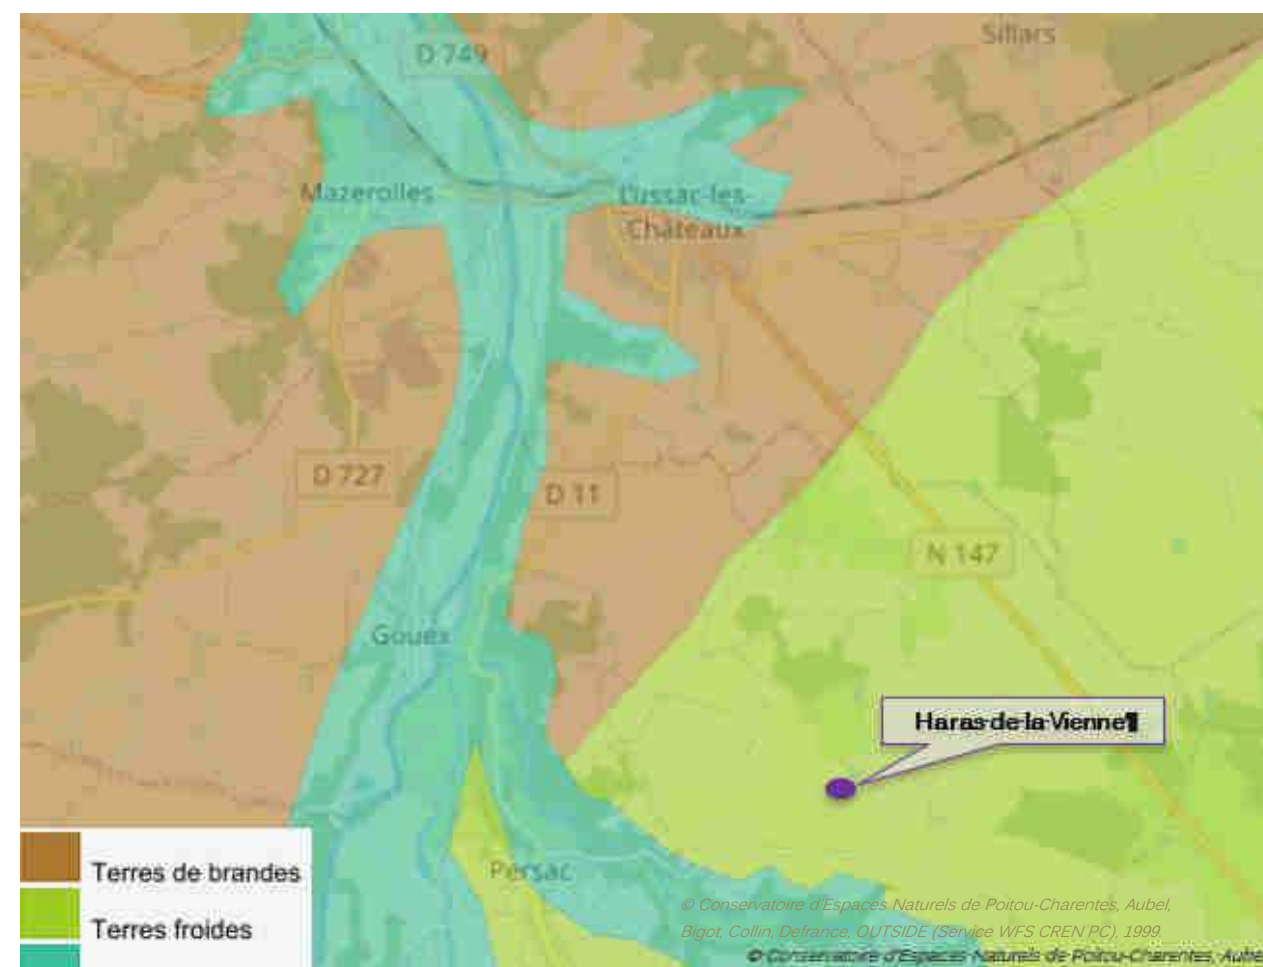 Sillars
D 749
Mazerolles
Lussac-les-
Châteaux
D 727
D 11
N 147
Gouex
Haras de la Vienne¶
Persac
Terres de brandes
Terres froides
© Conservatoire d'Espaces Naturels de Poitou-Charentes, Aubel,
Bigot, Collin, Defrance, OUTSIDE (Service WFS CREN PC), 1999.
© Conservatoire d'Espaces Naturels de Poitou-Charentes, Aube